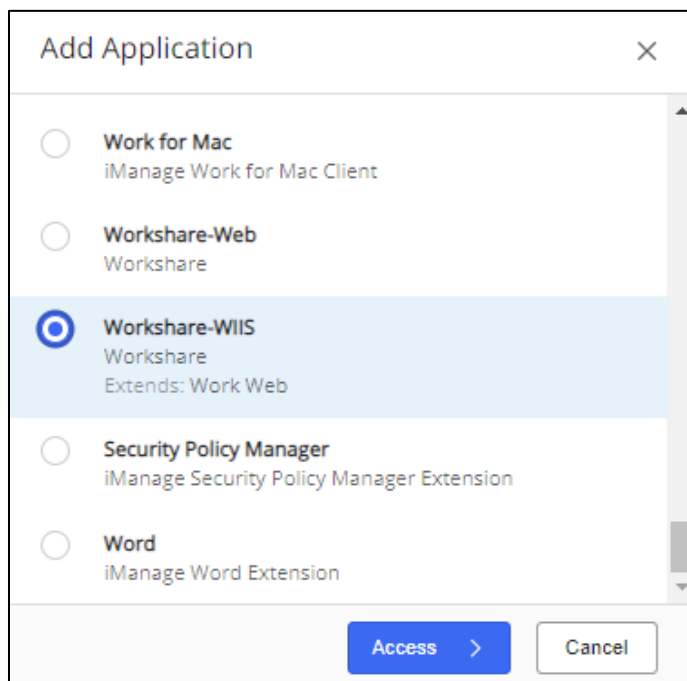 Add Application
Work for Mac
iManage Work for Mac Client
Workshare-Web
Workshare
Workshare-WIIS
Workshare
Extends: Work Web
Security Policy Manager
iManage Security Policy Manager Extension
Word
iManage Word Extension
Access
Cancel